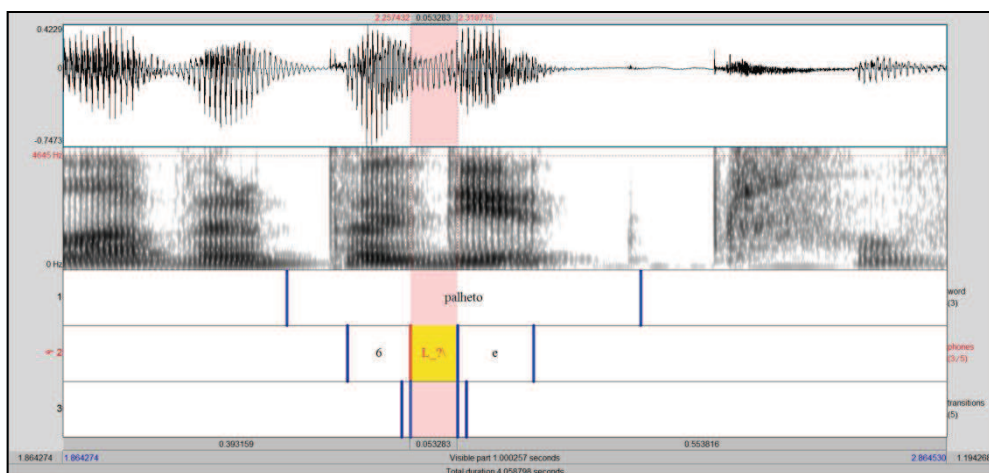 2.257432 0.053283 2.310715
0.4229
0
-0.7473
4645 Hz
0 Hz
1 palheto word (3)
2 6 e phones (3/5)
3 transitions (5)
0.393159 0.053283 0.553816
1.864274 1.864274 Visible part 1.000257 seconds 2.864530 1.194268
Total duration 4.058798 seconds